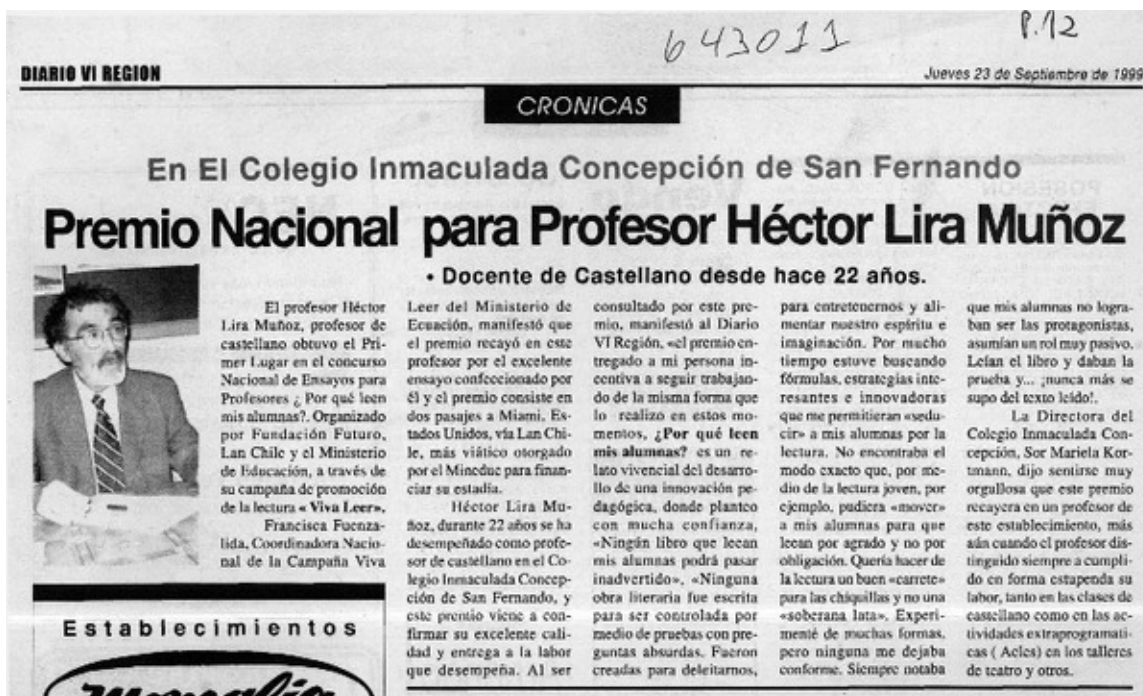 643011
P.12
DIARIO VI REGION
Jueves 23 de Septiembre de 1999
CRONICAS
En El Colegio Inmaculada Concepción de San Fernando
Premio Nacional para Profesor Héctor Lira Muñoz
• Docente de Castellano desde hace 22 años.
El profesor Héctor
Lira Muñoz, profesor de
castellano obtuvo el Pri-
mer Lugar en el concurso
Nacional de Ensayos para
Profesores ¿ Por qué leen
mis alumnas?. Organizado
por Fundación Futuro,
Lan Chile y el Ministerio
de Educación, a través de
su campaña de promoción
de la lectura « Viva Leer».
Francisca Fuenza-
lida, Coordinadora Nacio-
nal de la Campaña Viva
Leer del Ministerio de
Ecuación, manifestó que
el premio recayó en este
profesor por el excelente
ensayo confeccionado por
él y el premio consiste en
dos pasajes a Miami, Es-
tados Unidos, vía Lan Chi-
le, más viático otorgado
por el Mineduc para finan-
ciar su estadía.
Héctor Lira Mu-
ñoz, durante 22 años se ha
desempeñado como profe-
sor de castellano en el Co-
legio Inmaculada Concep-
ción de San Fernando, y
este premio viene a con-
firmar su excelente cali-
dad y entrega a la labor
que desempeña. Al ser
consultado por este pre-
mio, manifestó al Diario
VI Región, «el premio en-
tregado a mi persona in-
centiva a seguir trabajan-
do de la misma forma que
lo realizo en estos mo-
mentos, ¿Por qué leen
mis alumnas? es un re-
lato vivencial del desarro-
llo de una innovación pe-
dagógica, donde planteo
con mucha confianza,
«Ningún libro que lean
mis alumnas podrá pasar
inadvertido», «Ninguna
obra literaria fue escrita
para ser controlada por
medio de pruebas con pre-
guntas absurdas. Fueron
creadas para deleitarnos,
para entretenernos y ali-
mentar nuestro espíritu e
imaginación. Por mucho
tiempo estuve buscando
fórmulas, estrategias inte-
resantes e innovadoras
que me permitieran «sedu-
cir» a mis alumnas por la
lectura. No encontraba el
modo exacto que, por me-
dio de la lectura joven, por
ejemplo, pudiera «mover»
a mis alumnas para que
lean por agrado y no por
obligación. Quería hacer de
la lectura un buen «carrete»
para las chiquillas y no una
«soberana lata». Experi-
menté de muchas formas,
pero ninguna me dejaba
conforme. Siempre notaba
que mis alumnas no logra-
ban ser las protagonistas,
asumían un rol muy pasivo.
Leían el libro y daban la
prueba y... ¡nunca más se
supo del texto leído!.
La Directora del
Colegio Inmaculada Con-
cepción, Sor Mariela Kor-
tmann, dijo sentirse muy
orgullosa que este premio
recayera en un profesor de
este establecimiento, más
aún cuando el profesor dis-
tinguido siempre a cumpli-
do en forma estapenda su
labor, tanto en las clases de
castellano como en las ac-
tividades extraprogramati-
cas ( Acles) en los talleres
de teatro y otros.
Establecimientos